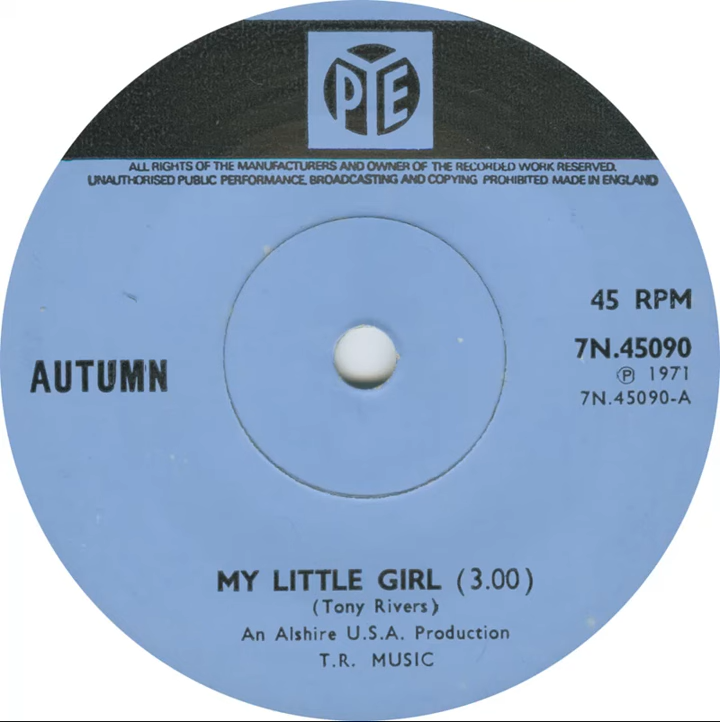 PYE
ALL RIGHTS OF THE MANUFACTURERS AND OWNER OF THE RECORDED WORK RESERVED.
UNAUTHORISED PUBLIC PERFORMANCE, BROADCASTING AND COPYING PROHIBITED MADE IN ENGLAND
45 RPM
7N.45090
℗ 1971
7N.45090-A
AUTUMN
MY LITTLE GIRL (3.00)
(Tony Rivers)
An Alshire U.S.A. Production
T.R. MUSIC